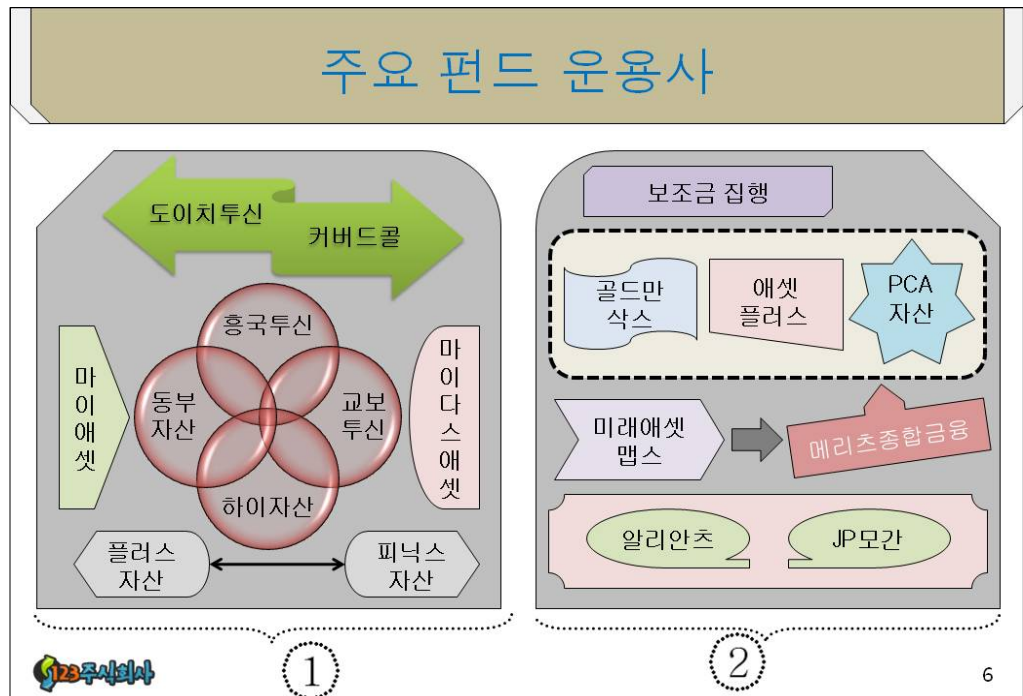 주요 펀드 운용사
도이치투신
커버드콜
흥국투신
동부
자산
교보
투신
하이자산
마
이
애
셋
마
이
다
스
애
셋
플러스
자산
피닉스
자산
①
보조금 집행
골드만
삭스
애셋
플러스
PCA
자산
미래애셋
맵스
메리츠종합금융
알리안츠
JP모간
②
123주식회사
6